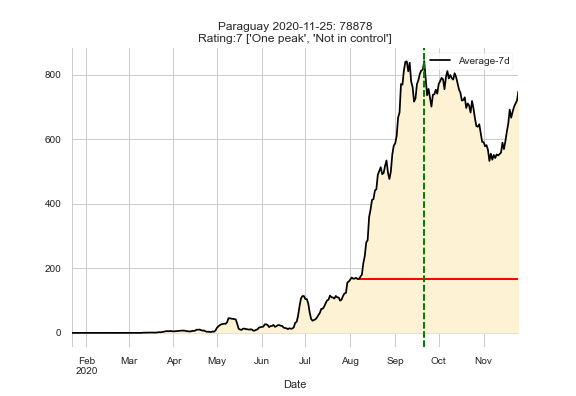 Paraguay 2020-11-25: 78878
Rating:7 ['One peak', 'Not in control']
Average-7d
800
600
400
200
0
Feb Mar Apr May Jun Jul Aug Sep Oct Nov
2020
Date